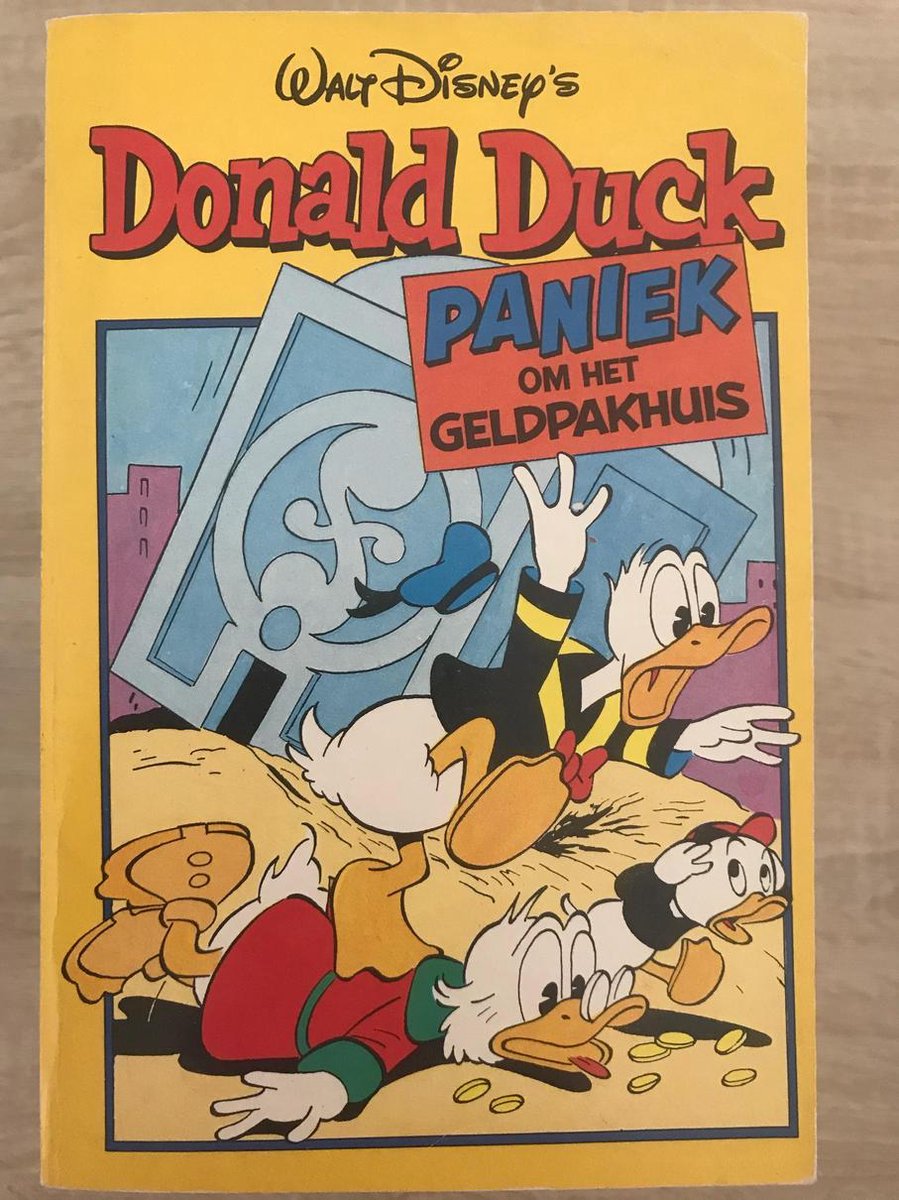 WALT DISNEY'S
Donald Duck
PANIEK
OM HET
GELDPAKHUIS